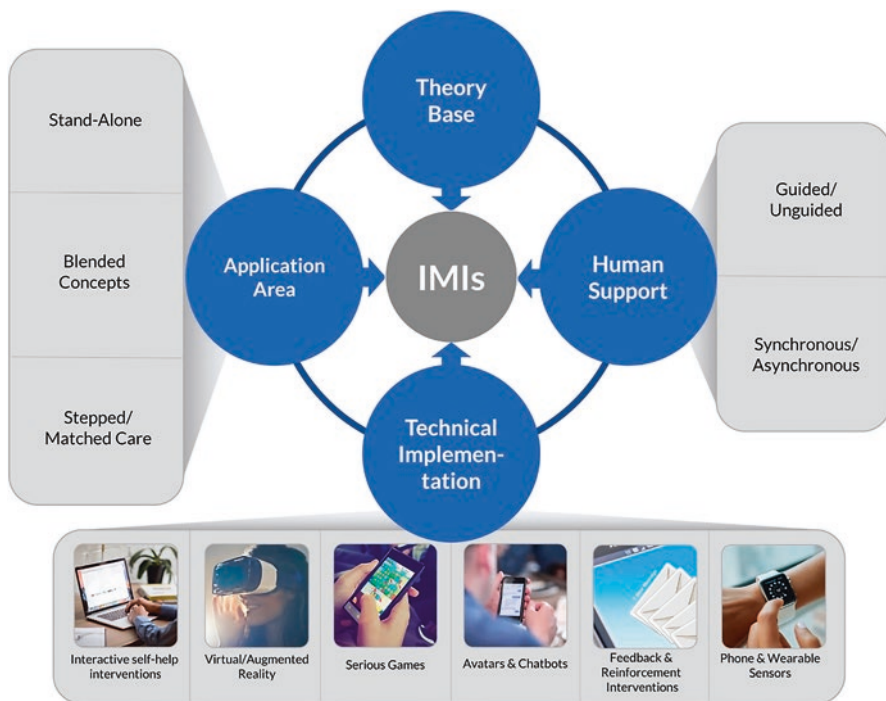 Theory
Base
Stand-Alone
Blended
Concepts
Stepped/
Matched Care
Application
Area
IMIs
Human
Support
Guided/
Unguided
Synchronous/
Asynchronous
Technical
Implemen-
tation
Interactive self-help
interventions
Virtual/Augmented
Reality
Serious Games
Avatars & Chatbots
Feedback &
Reinforcement
Interventions
Phone & Wearable
Sensors